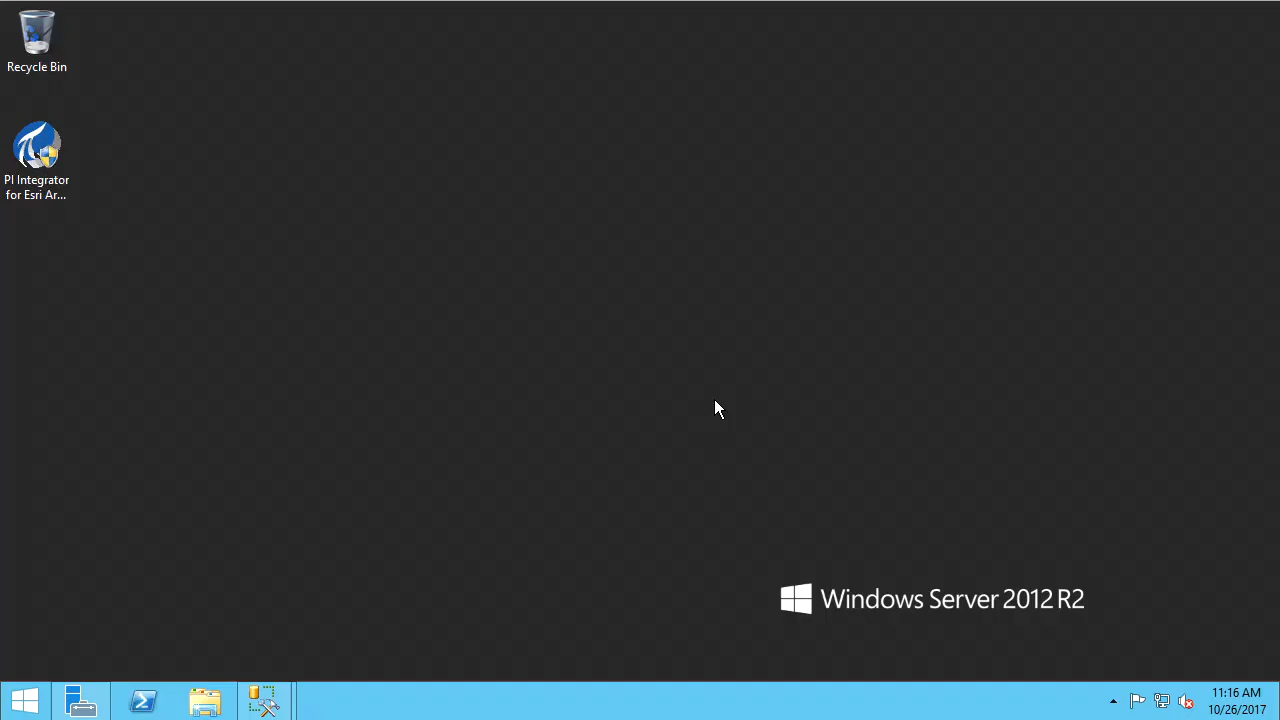 Recycle Bin
PI Integrator
for Esri Ar...
Windows Server 2012 R2
11:16 AM
10/26/2017